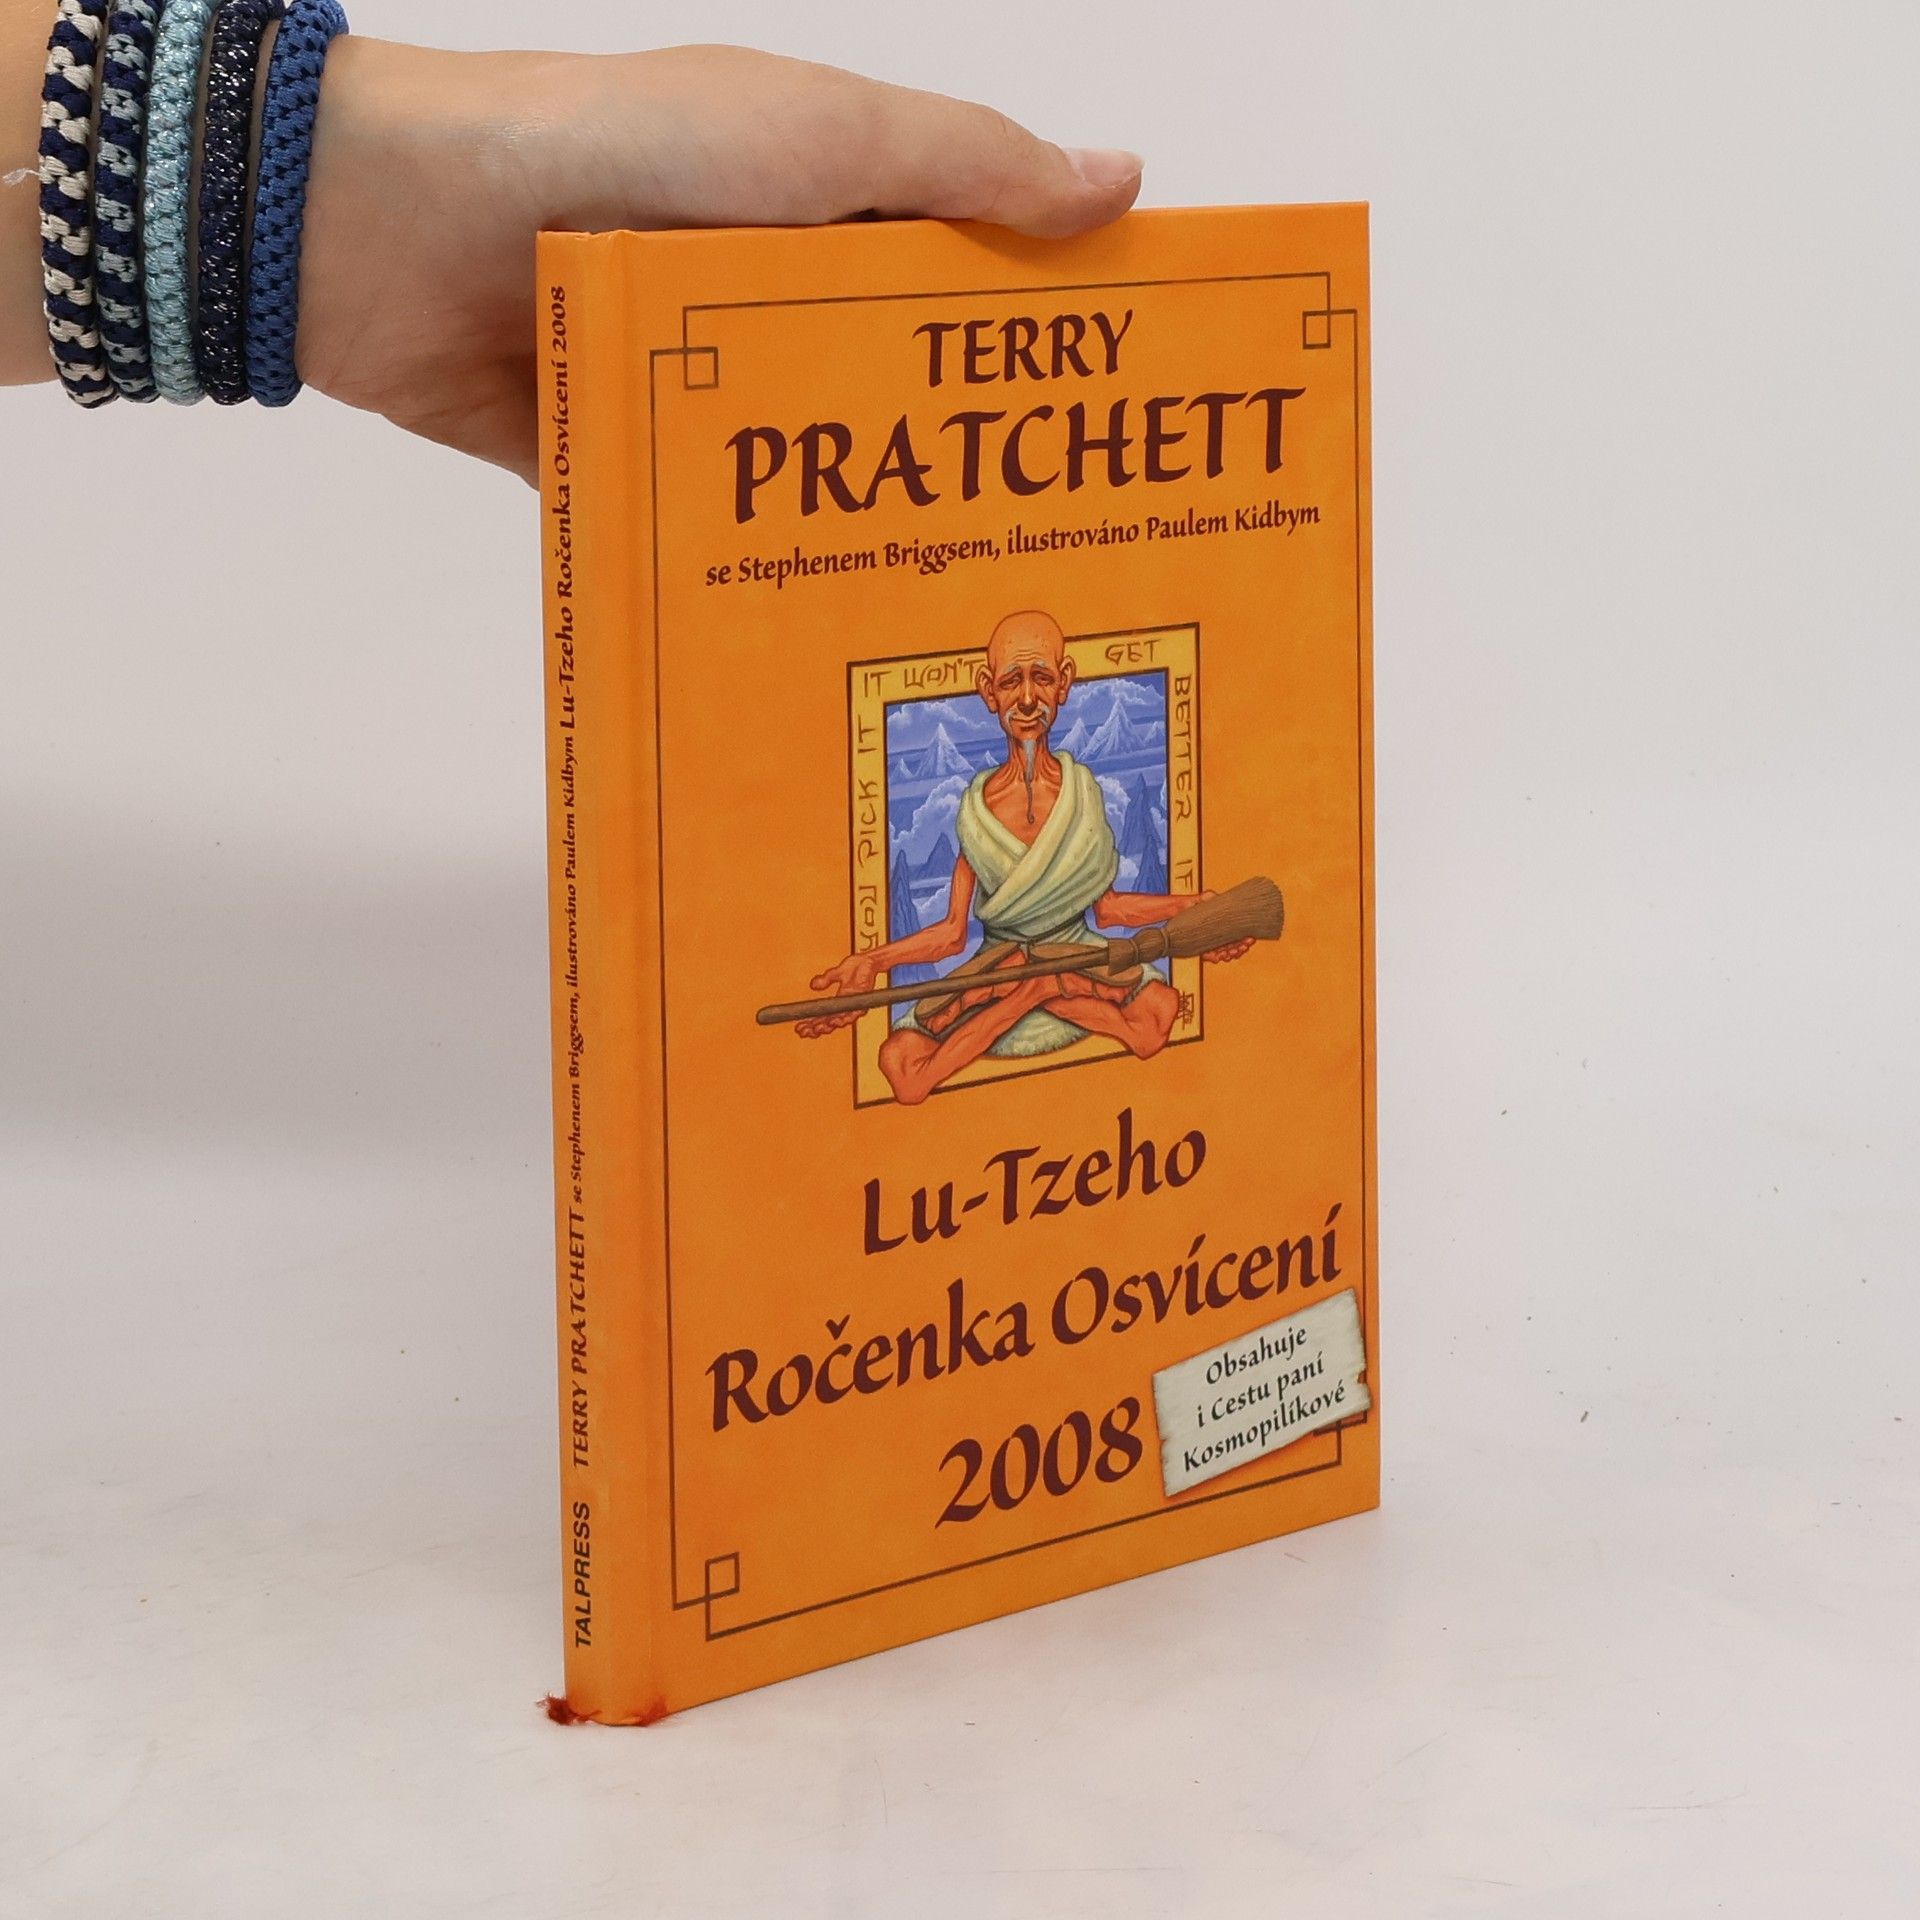 TERRY
PRATCHETT
se Stephenem Briggsem, ilustrováno Paulem Kidbym
YOU PICK IT
IT WON'T GET
BETTER IF
Lu-Tzeho
Ročenka Osvícení
2008
Obsahuje
i Cestu paní
Kosmopilíkové
TALPRESS TERRY PRATCHETT se Stephenem Briggsem, ilustrováno Paulem Kidbym Lu-Tzeho Ročenka Osvícení 2008